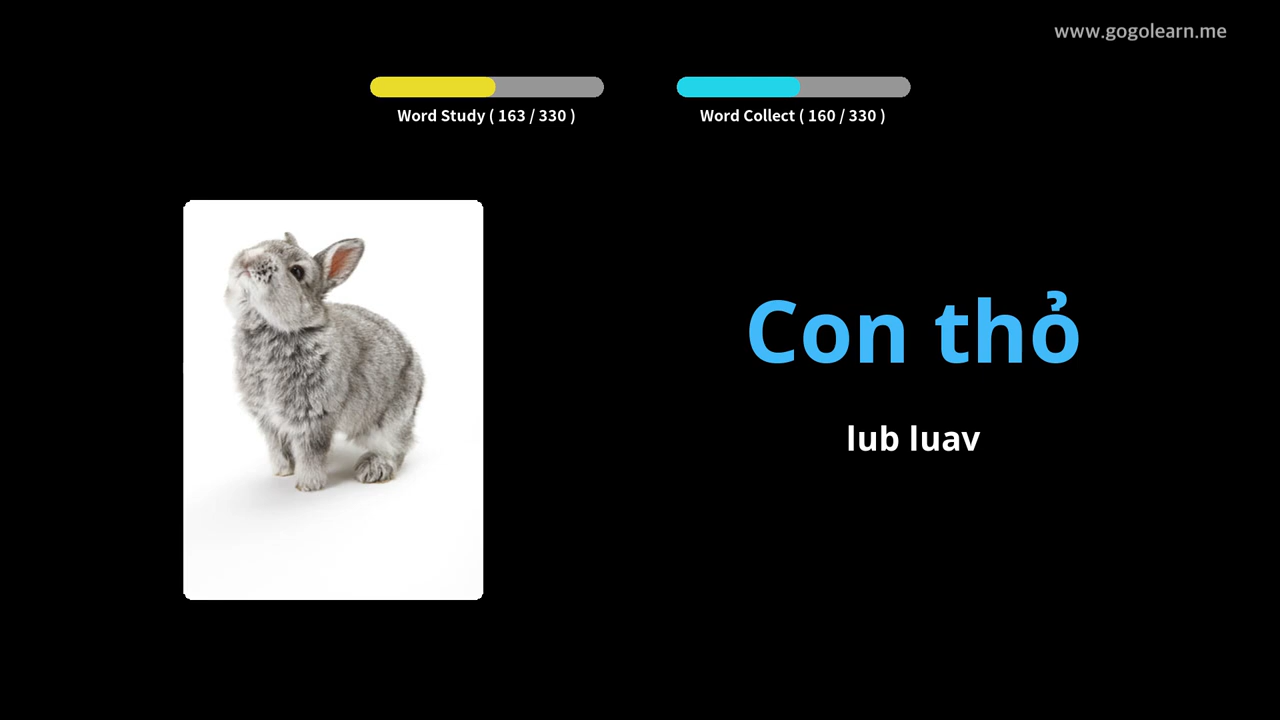 www.gogolearn.me
Word Study ( 163 / 330 )
Word Collect ( 160 / 330 )
Con thỏ
lub luav